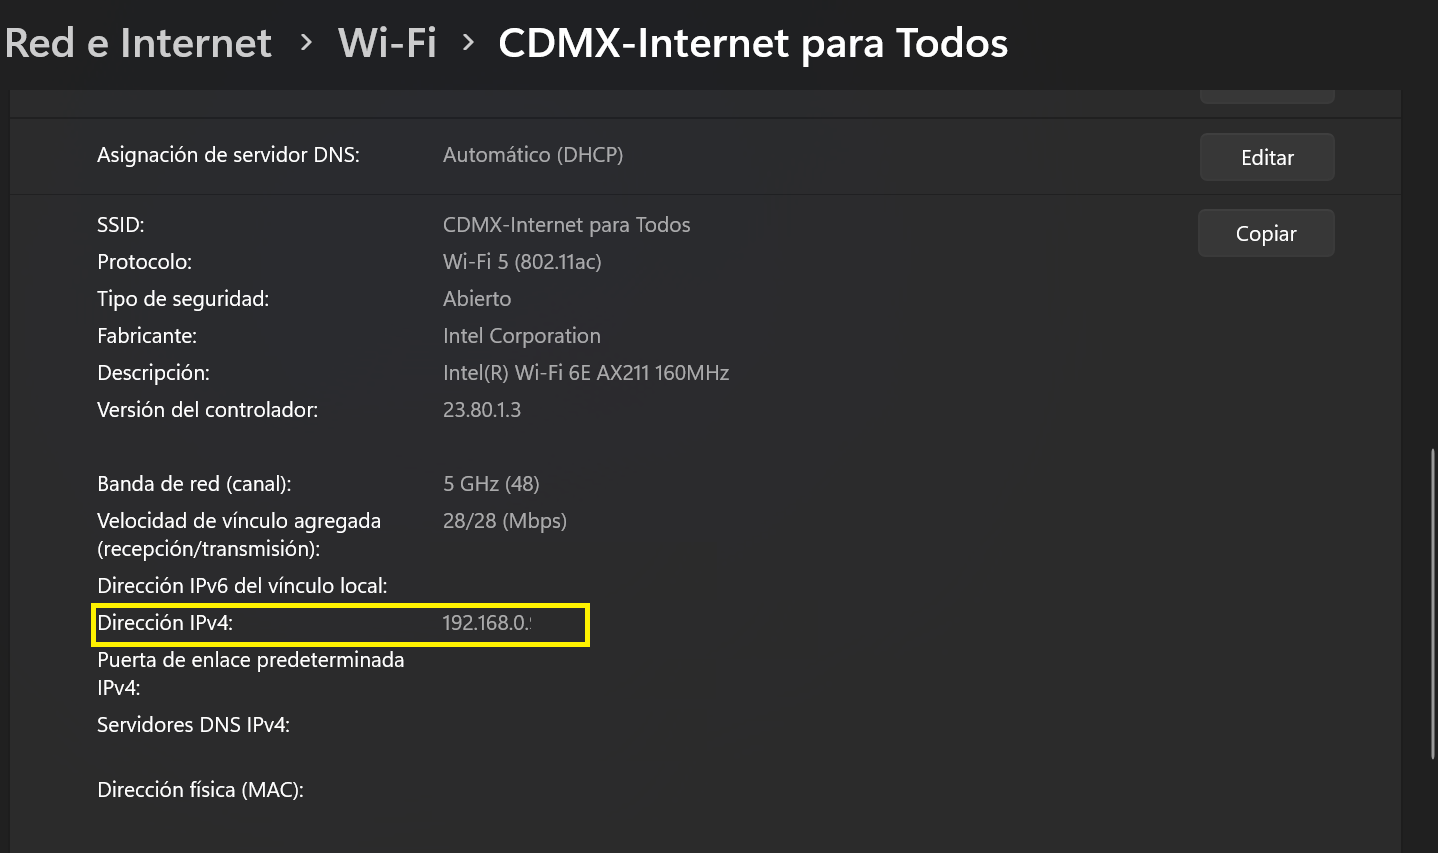 Red e Internet > Wi-Fi > CDMX-Internet para Todos
Asignación de servidor DNS: Automático (DHCP) Editar
SSID: CDMX-Internet para Todos Copiar
Protocolo: Wi-Fi 5 (802.11ac)
Tipo de seguridad: Abierto
Fabricante: Intel Corporation
Descripción: Intel(R) Wi-Fi 6E AX211 160MHz
Versión del controlador: 23.80.1.3
Banda de red (canal): 5 GHz (48)
Velocidad de vínculo agregada 28/28 (Mbps)
(recepción/transmisión):
Dirección IPv6 del vínculo local:
Dirección IPv4: 192.168.0.
Puerta de enlace predeterminada
IPv4:
Servidores DNS IPv4:
Dirección física (MAC):